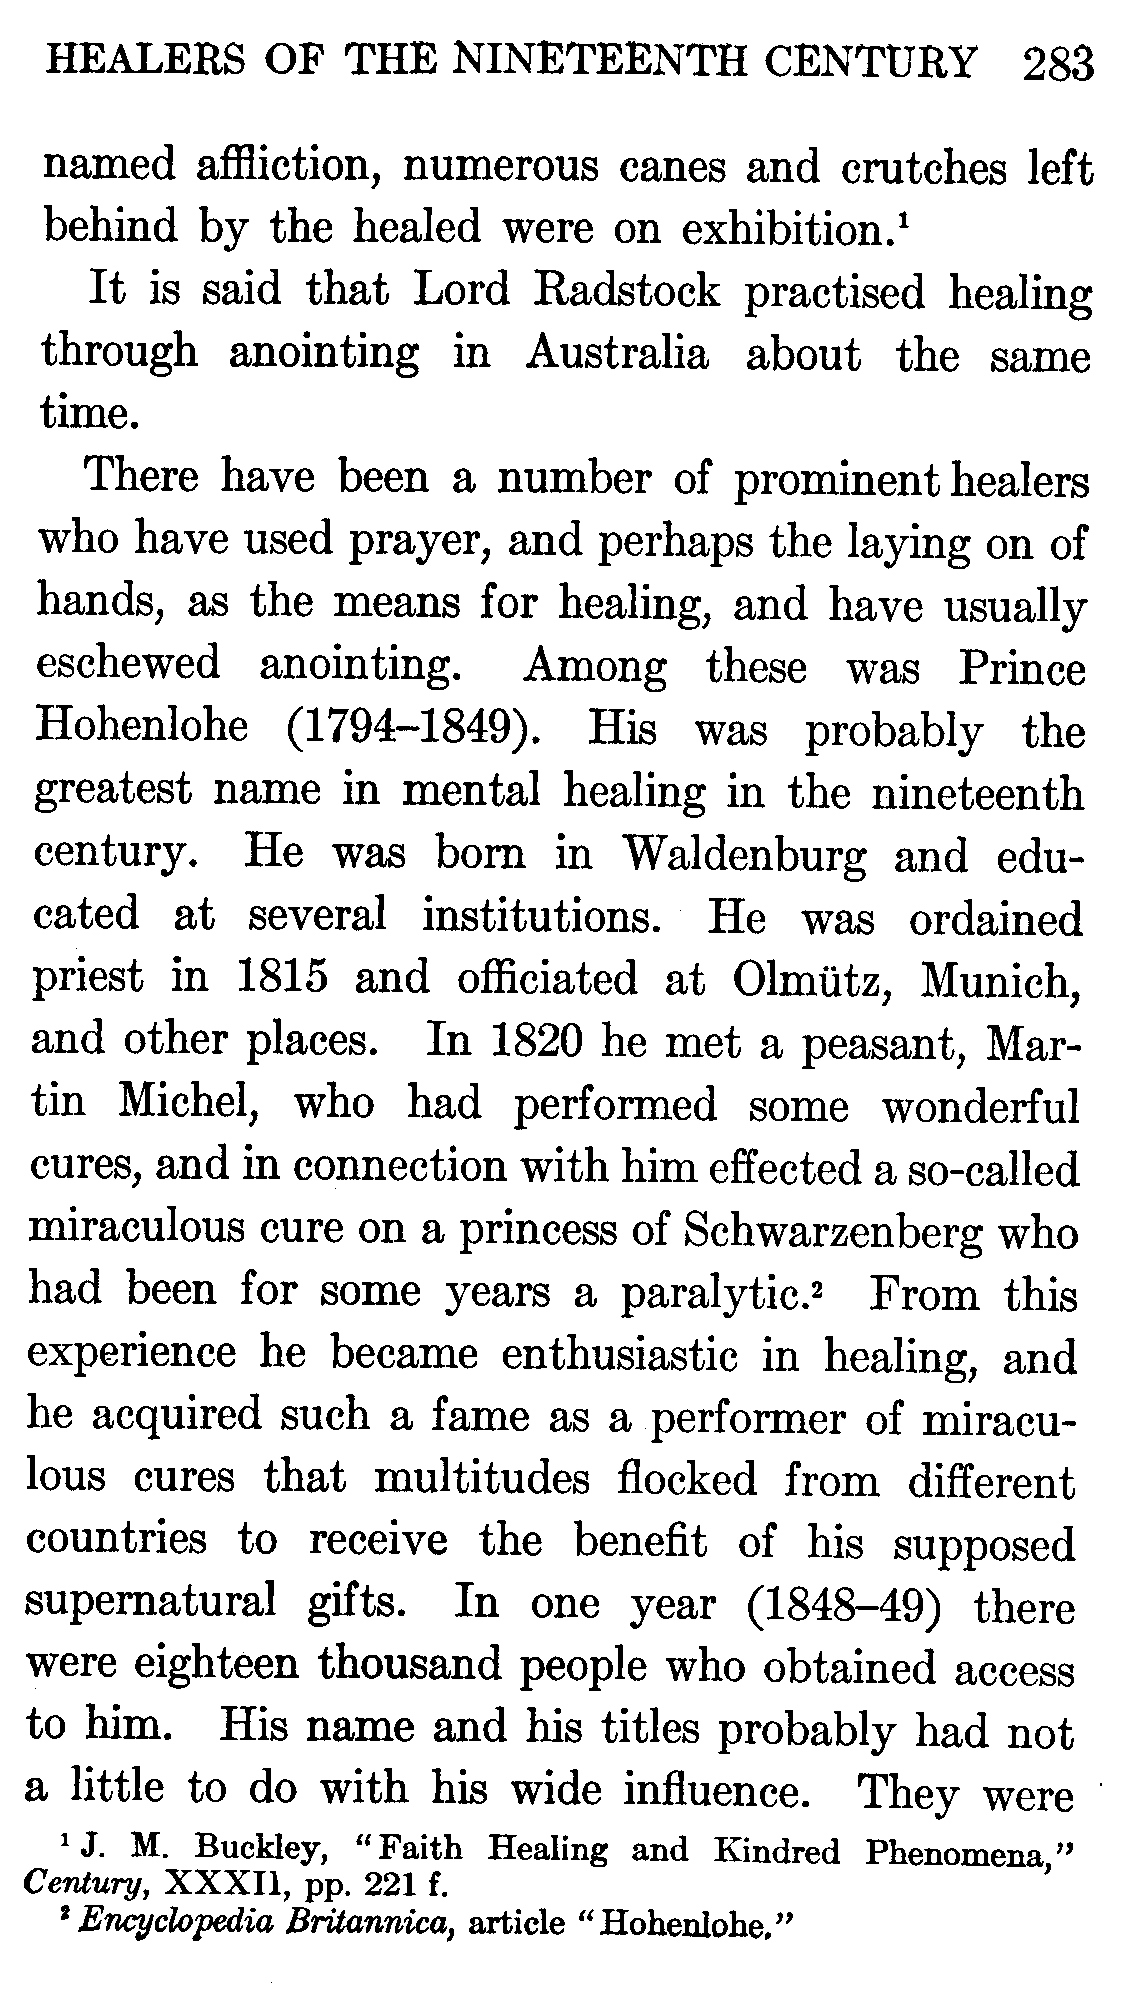 HEALERS OF THE NINETEENTH CENTURY 283
named affliction, numerous canes and crutches left
behind by the healed were on exhibition.¹
It is said that Lord Radstock practised healing
through anointing in Australia about the same
time.
There have been a number of prominent healers
who have used prayer, and perhaps the laying on of
hands, as the means for healing, and have usually
eschewed anointing. Among these was Prince
Hohenlohe (1794–1849). His was probably the
greatest name in mental healing in the nineteenth
century. He was born in Waldenburg and edu-
cated at several institutions. He was ordained
priest in 1815 and officiated at Olmütz, Munich,
and other places. In 1820 he met a peasant, Mar-
tin Michel, who had performed some wonderful
cures, and in connection with him effected a so-called
miraculous cure on a princess of Schwarzenberg who
had been for some years a paralytic.² From this
experience he became enthusiastic in healing, and
he acquired such a fame as a performer of miracu-
lous cures that multitudes flocked from different
countries to receive the benefit of his supposed
supernatural gifts. In one year (1848–49) there
were eighteen thousand people who obtained access
to him. His name and his titles probably had not
a little to do with his wide influence. They were
¹ J. M. Buckley, "Faith Healing and Kindred Phenomena,"
Century, XXXII, pp. 221 f.
² Encyclopedia Britannica, article "Hohenlohe."